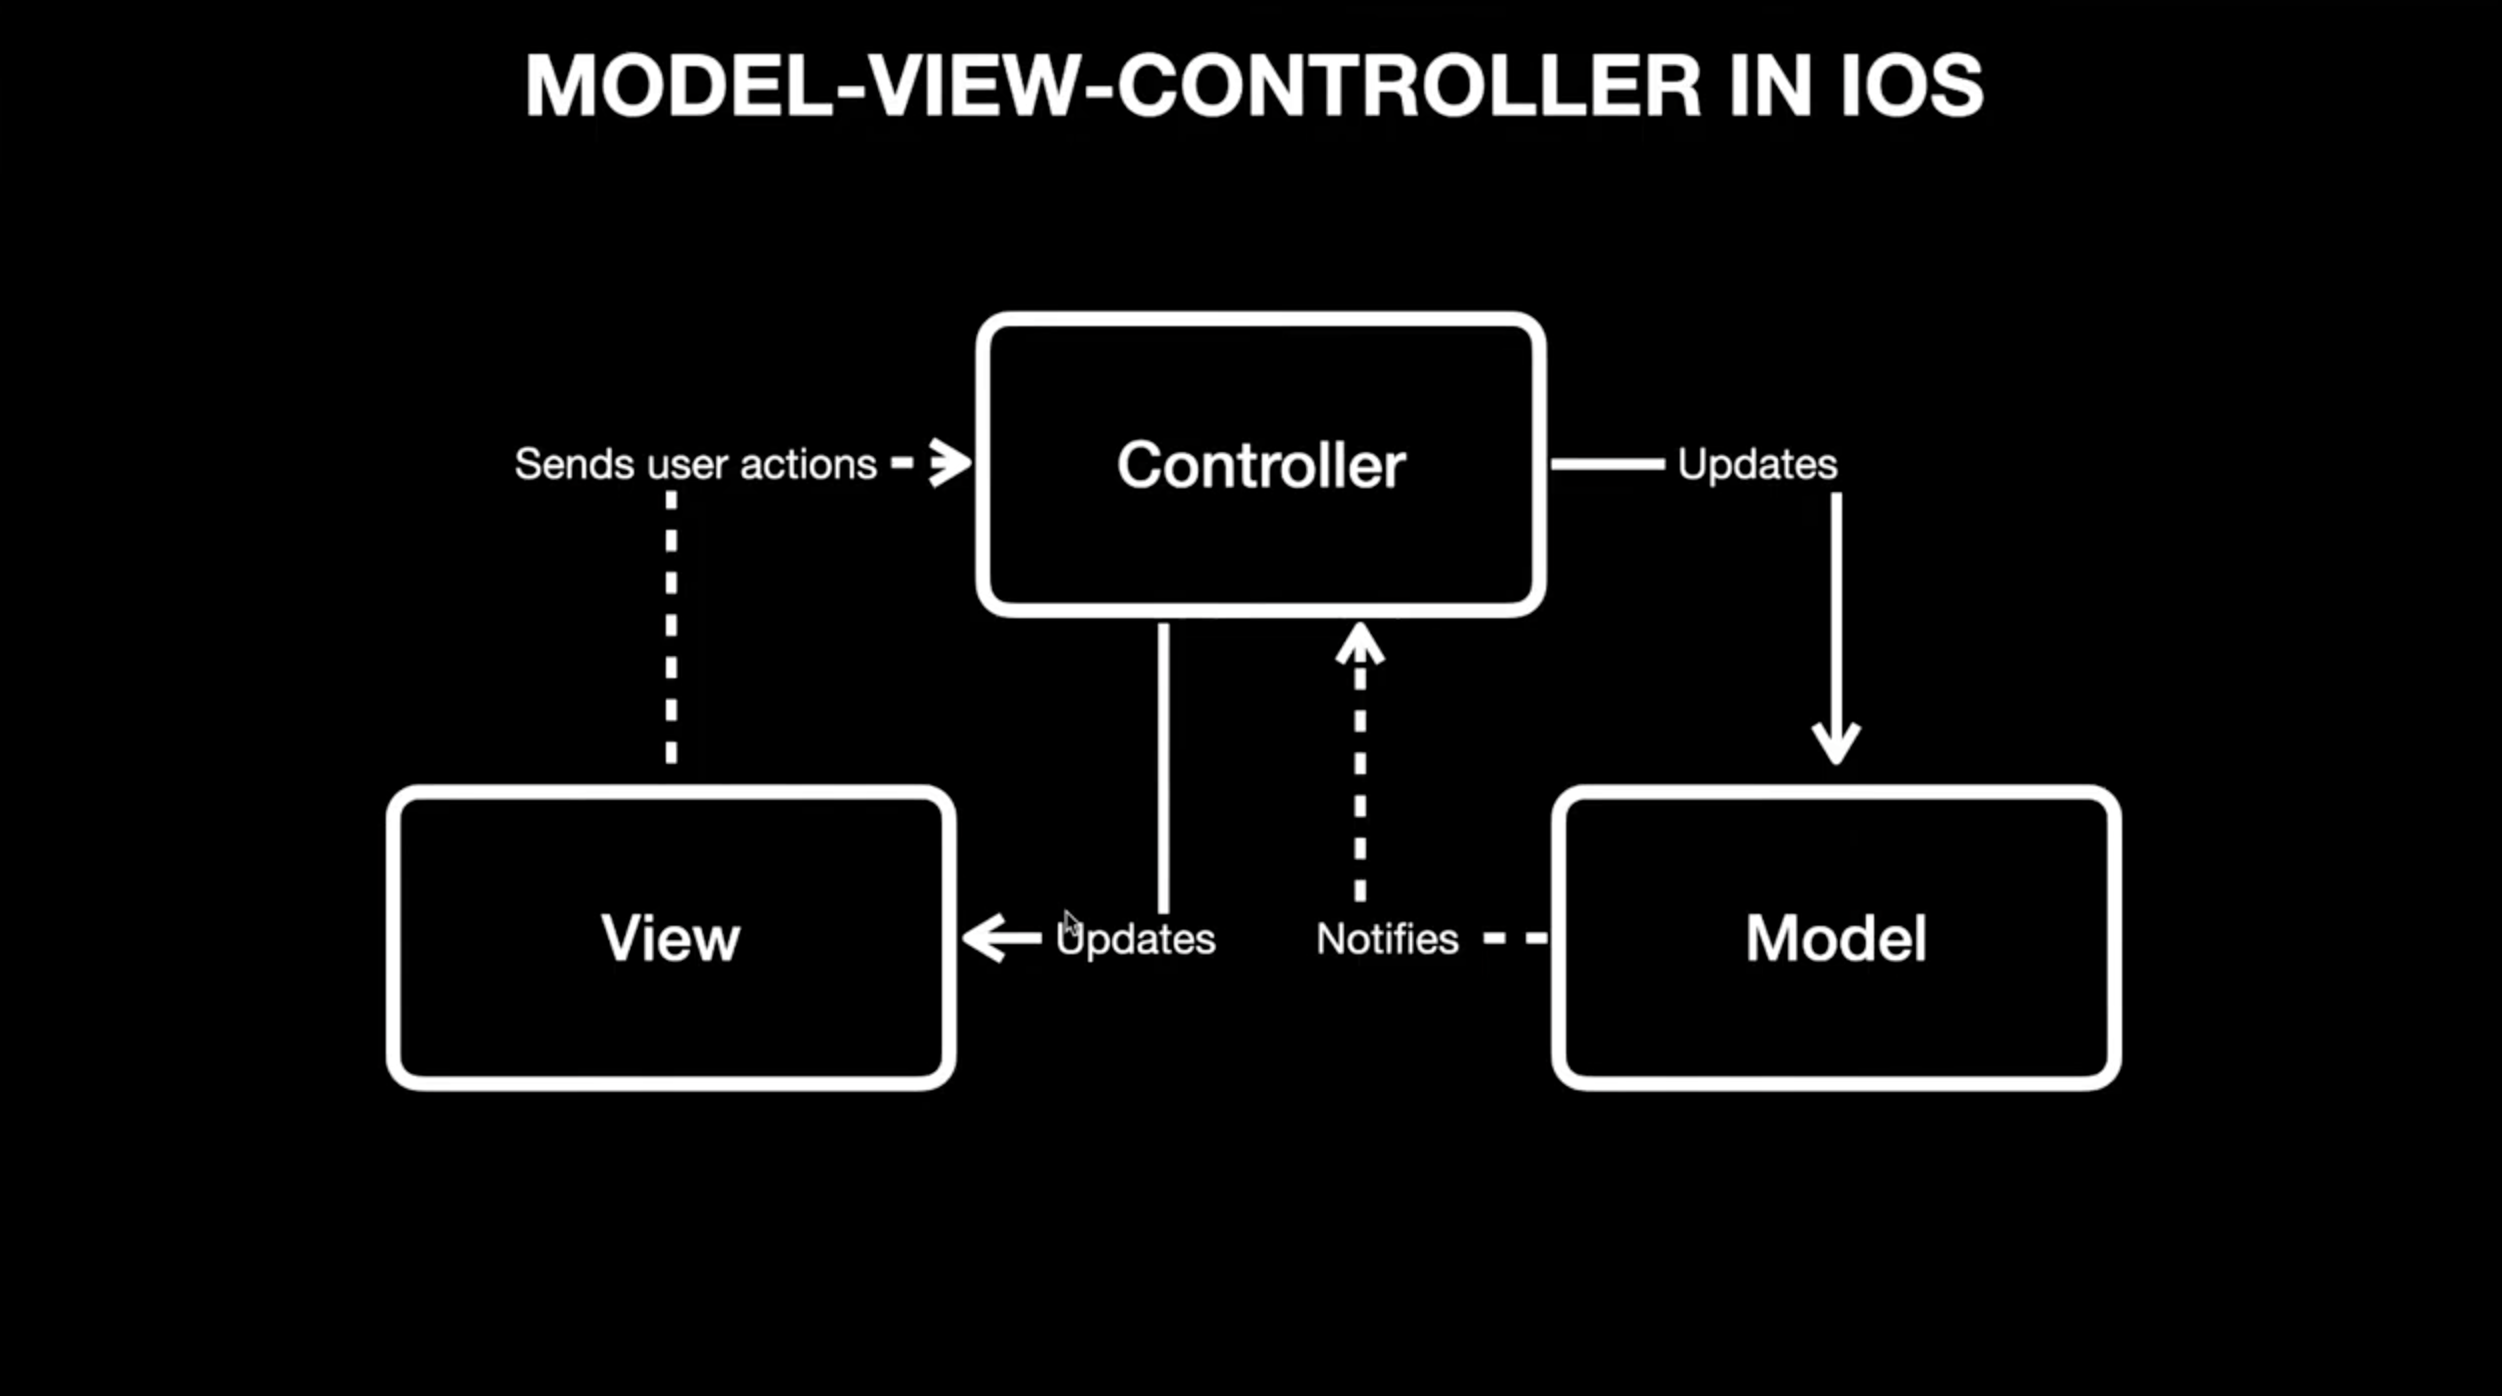 MODEL-VIEW-CONTROLLER IN IOS
Sends user actions
Controller
Updates
View
Updates
Notifies
Model